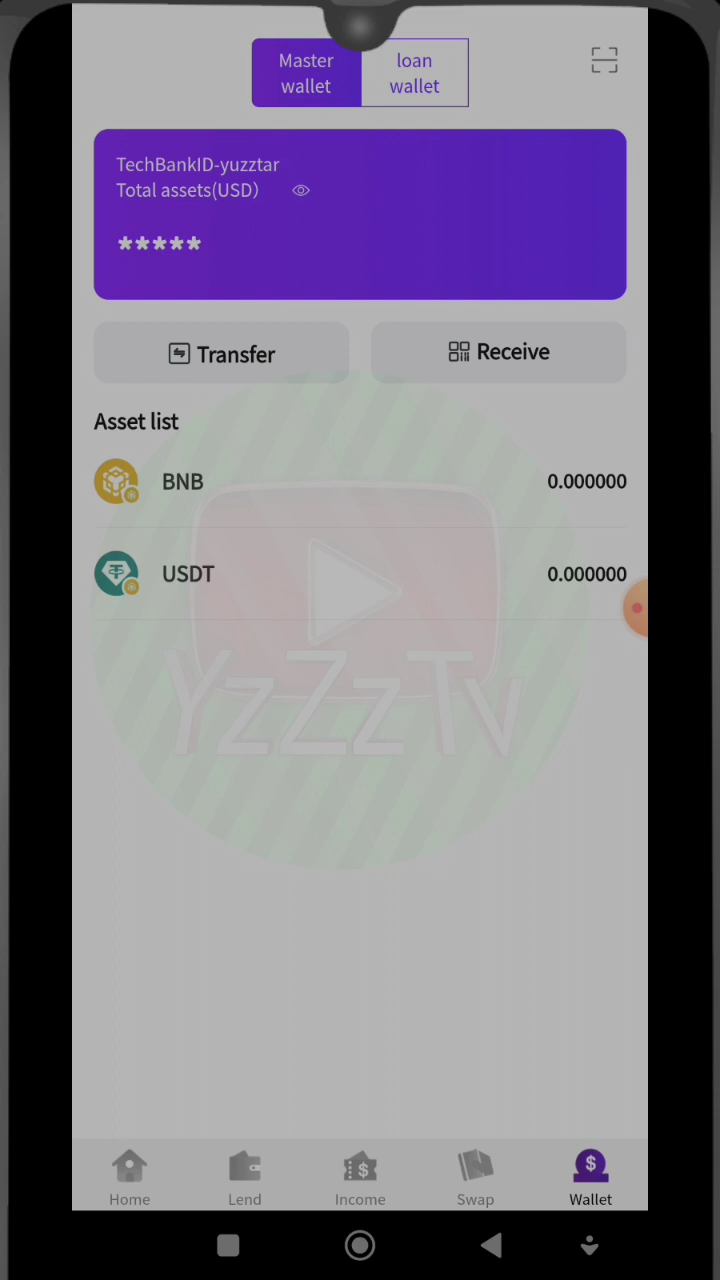 Master
wallet
loan
wallet
TechBankID-yuzztar
Total assets(USD)
*****
Transfer
Receive
Asset list
BNB
0.000000
USDT
0.000000
YzZzTv
Home
Lend
Income
Swap
Wallet